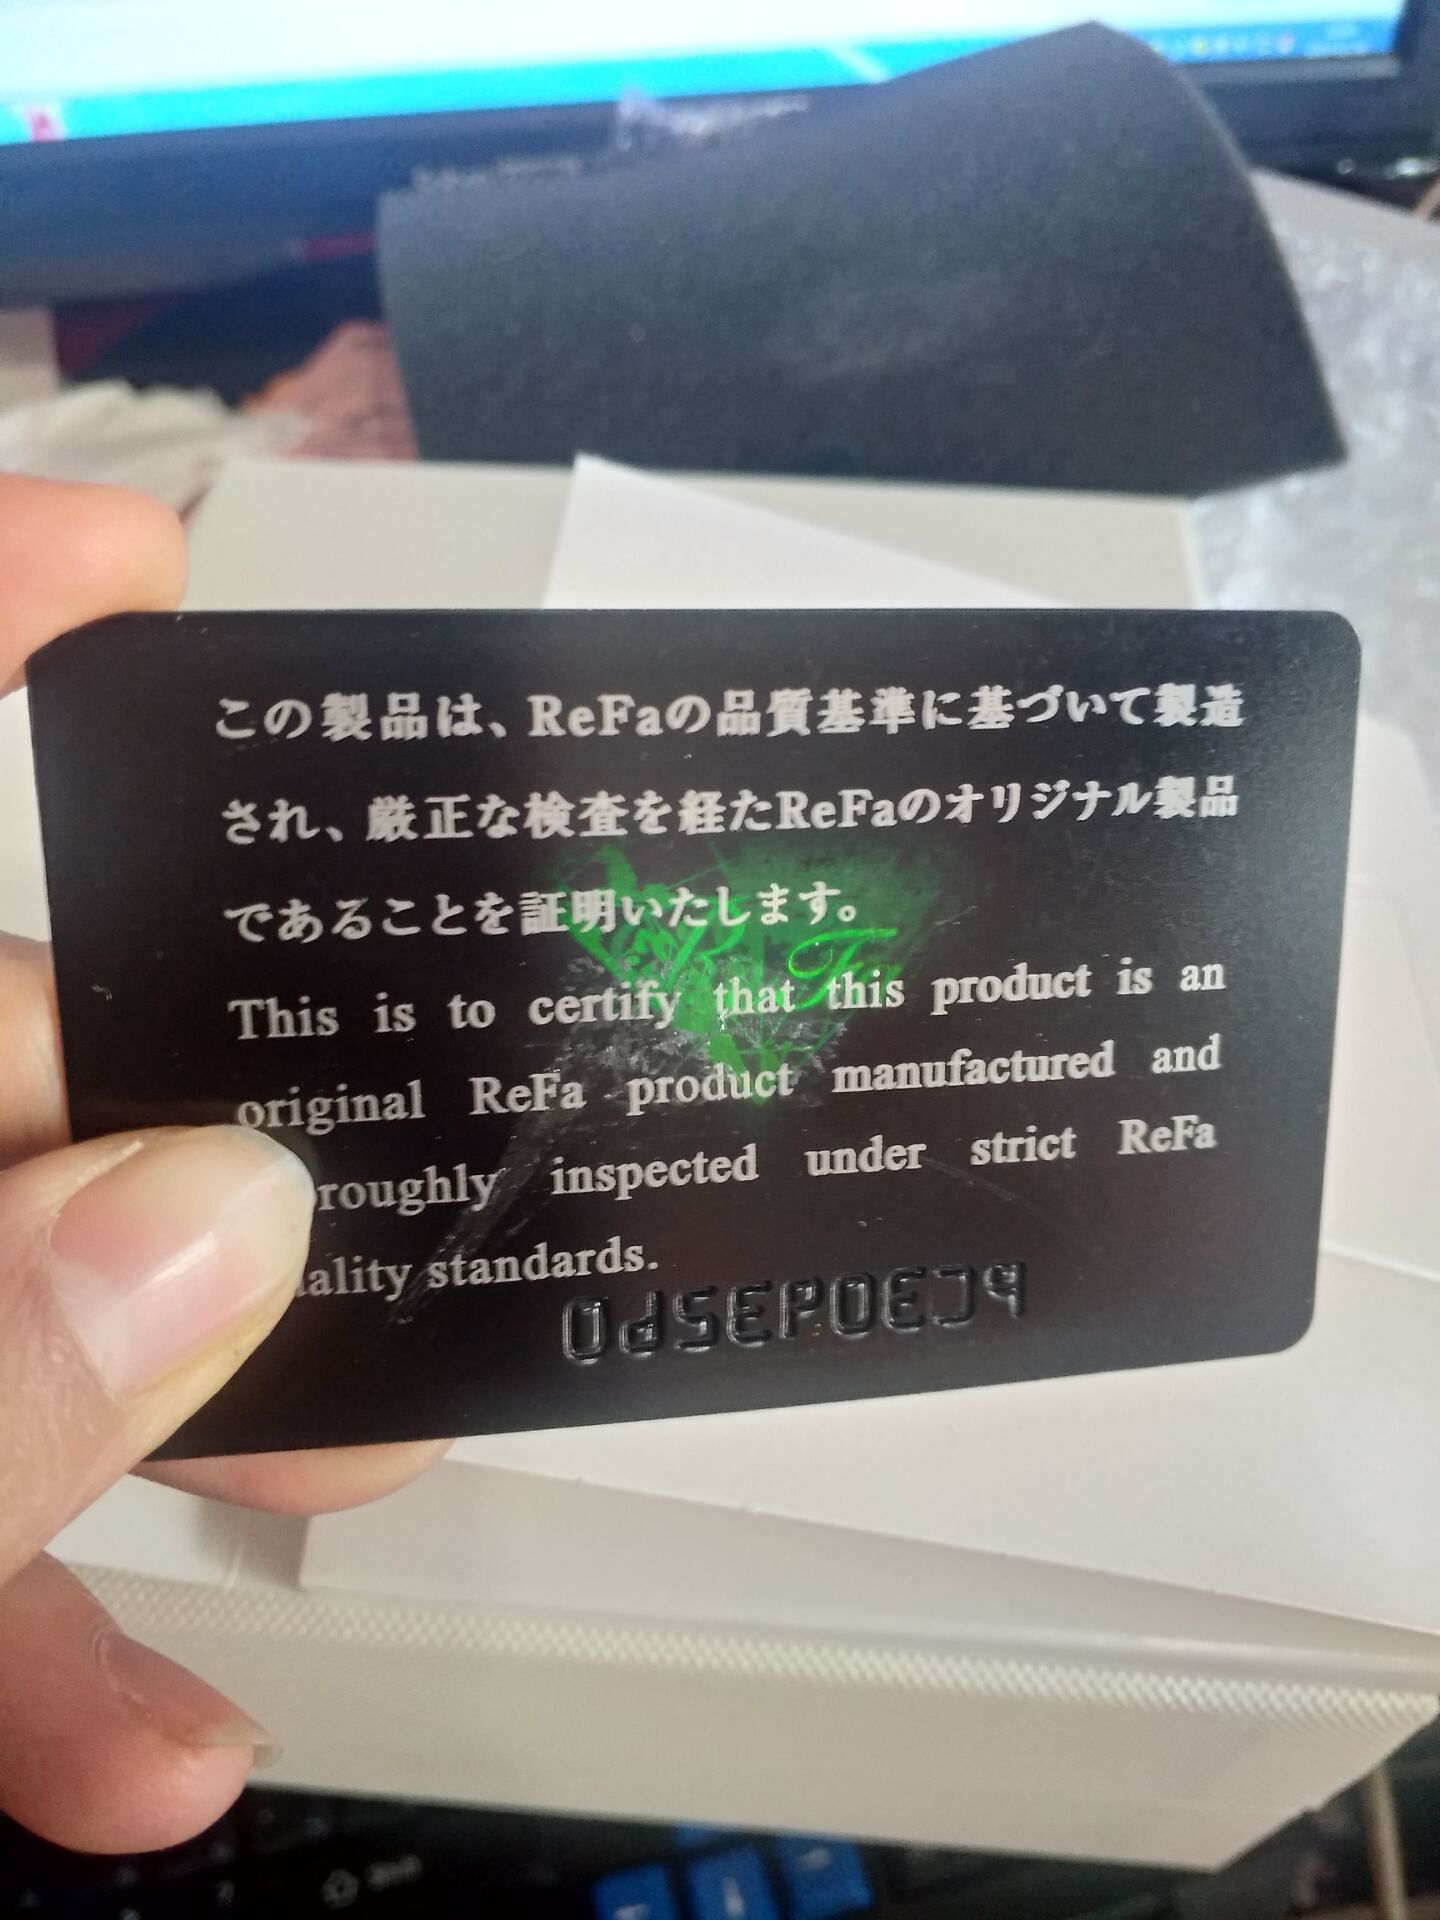 この製品は、ReFaの品質基準に基づいて製造
され、厳正な検査を経たReFaのオリジナル製品
であることを証明いたします。
This is to certify that this product is an
original ReFa product manufactured and
roughly inspected under strict ReFa
ality standards.
ReFa